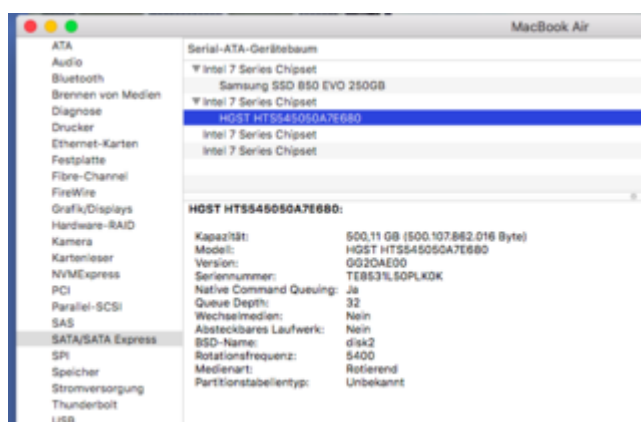 MacBook Air
ATA
Audio
Bluetooth
Brennen von Medien
Diagnose
Drucker
Ethernet-Karten
Festplatte
Fibre-Channel
FireWire
Grafik/Displays
Hardware-RAID
Kamera
Kartenleser
NVMExpress
PCI
Parallel-SCSI
SAS
SATA/SATA Express
SPI
Speicher
Stromversorgung
Thunderbolt
USB
Serial-ATA-Gerätebaum
Intel 7 Series Chipset
Samsung SSD 850 EVO 250GB
Intel 7 Series Chipset
HGST HTS545050A7E680
Intel 7 Series Chipset
Intel 7 Series Chipset
HGST HTS545050A7E680:
Kapazität: 500,11 GB (500.107.862.016 Byte)
Modell: HGST HTS545050A7E680
Version: GG2OAE00
Seriennummer:
Native Command Queuing: Ja
Queue Depth: 32
Wechselmedien: Nein
Absteckbares Laufwerk: Nein
BSD-Name: disk2
Rotationsfrequenz: 5400
Medienart: Rotierend
Partitionstabellentyp: Unbekannt